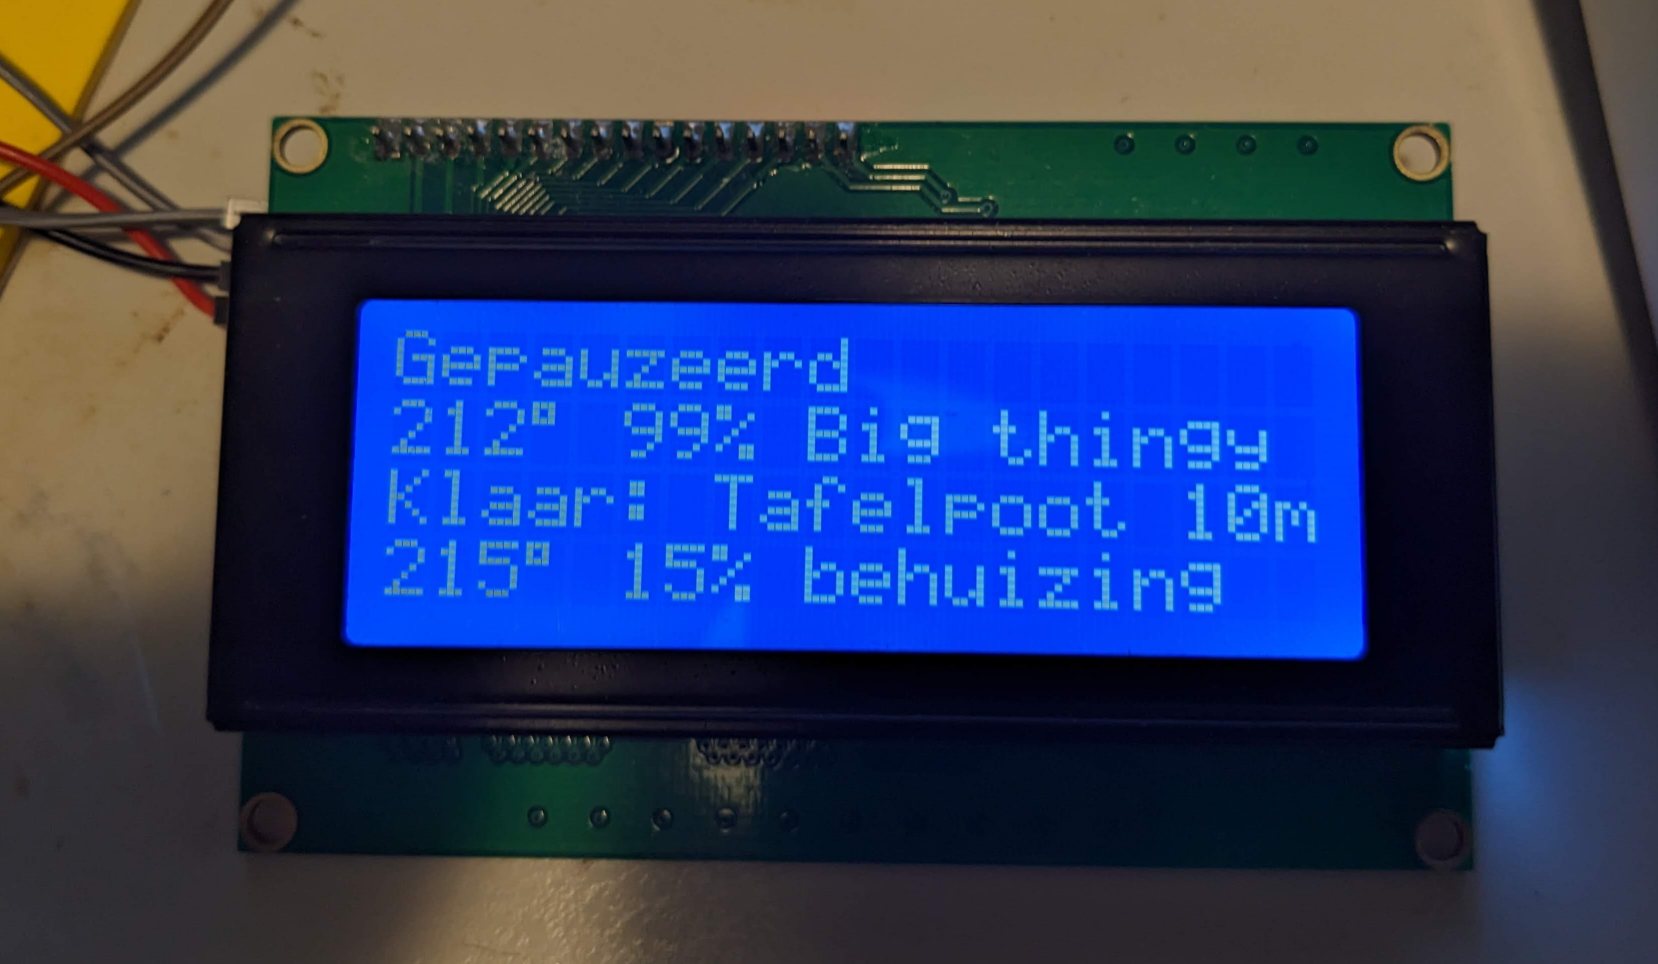 Gepauzeerd
212° 99% Big thingy
Klaar: Tafelpoot 10m
215° 15% behuizing